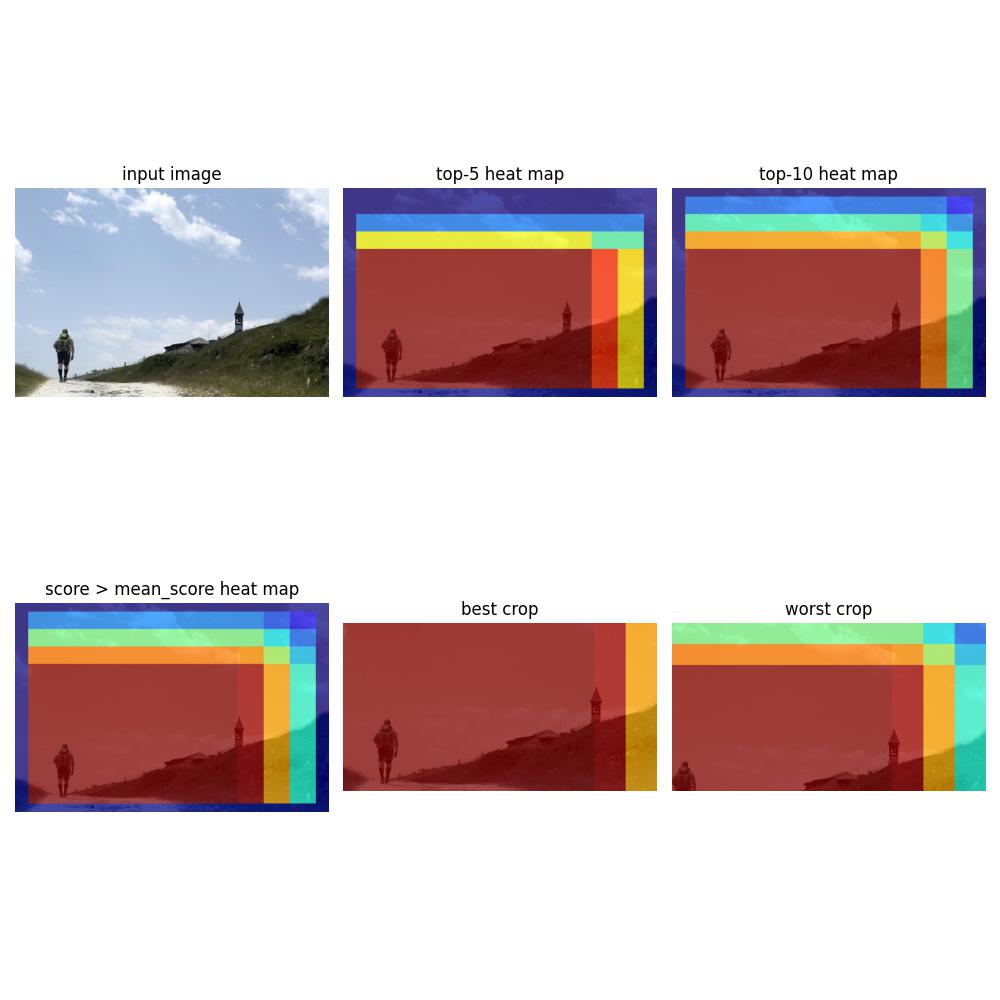 input image
top-5 heat map
top-10 heat map
score > mean_score heat map
best crop
worst crop